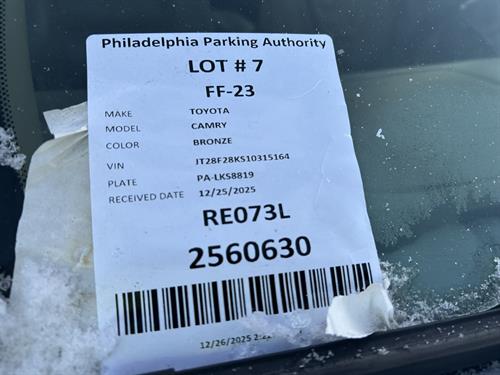 Philadelphia Parking Authority
LOT # 7
FF-23
MAKE TOYOTA
MODEL CAMRY
COLOR BRONZE
VIN JT28F28KS10315164
PLATE PA-LKS8819
RECEIVED DATE 12/25/2025
RE073L
2560630
12/26/2025